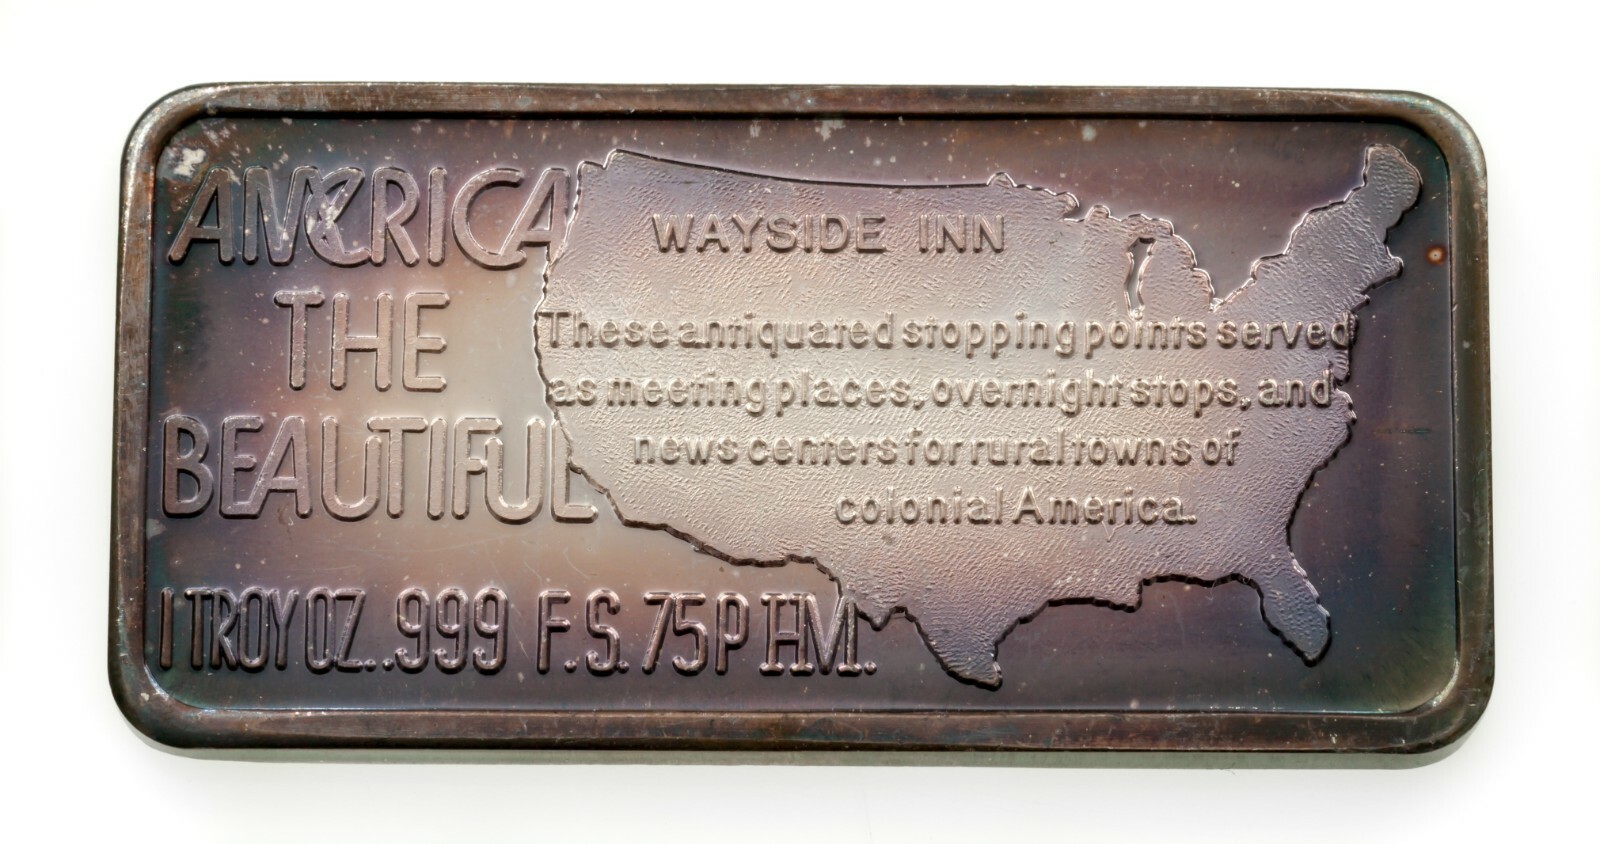 AMERICA
THE
BEAUTIFUL
WAYSIDE INN
These antiquated stopping points served
as meeting places, overnight stops, and
news centers for rural towns of
colonial America.
1 TROY OZ. .999 F.S. 75P HM.